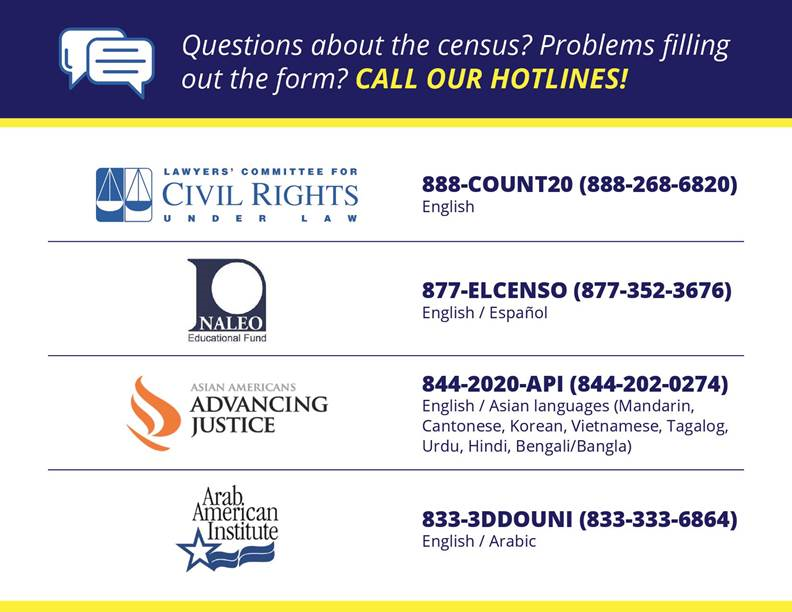 Questions about the census? Problems filling
out the form? CALL OUR HOTLINES!
LAWYERS' COMMITTEE FOR
CIVIL RIGHTS
UNDER LAW
888-COUNT20 (888-268-6820)
English
NALEO
Educational Fund
877-ELCENSO (877-352-3676)
English / Español
ASIAN AMERICANS
ADVANCING
JUSTICE
844-2020-API (844-202-0274)
English / Asian languages (Mandarin,
Cantonese, Korean, Vietnamese, Tagalog,
Urdu, Hindi, Bengali/Bangla)
Arab
American
Institute
833-3DDOUNI (833-333-6864)
English / Arabic